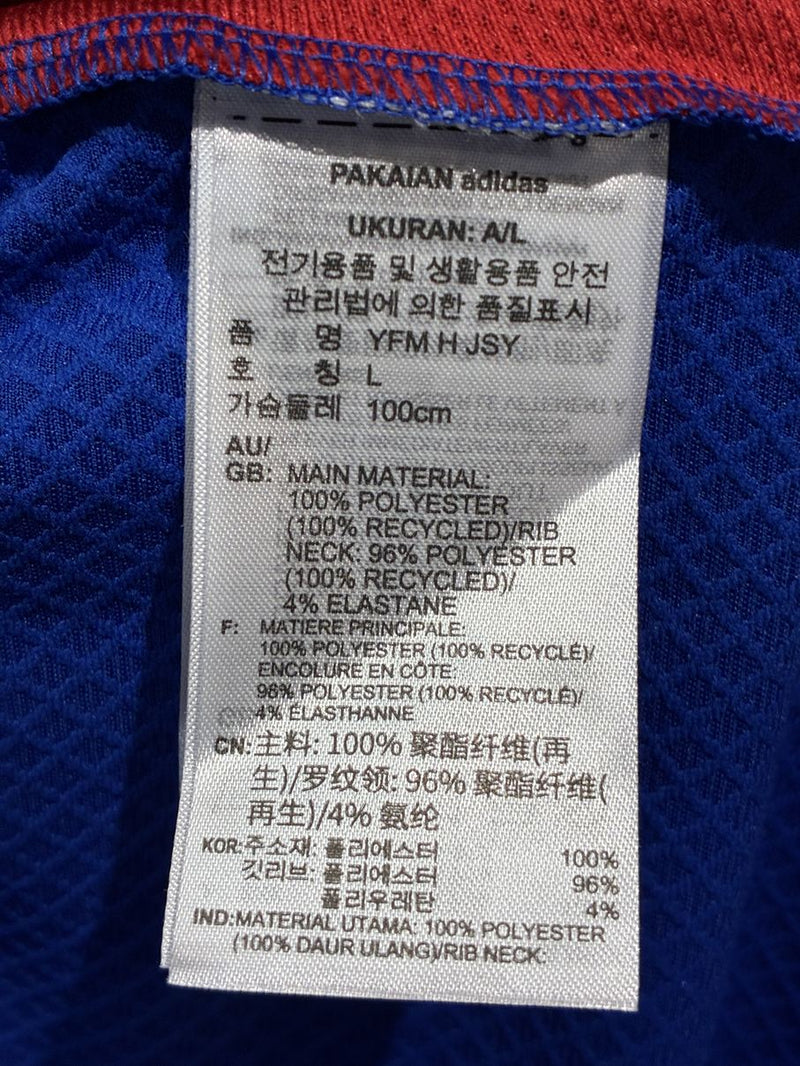 PAKAIAN adidas
UKURAN: A/L
전기용품 및 생활용품 안전
관리법에 의한 품질표시
품 명 YFM H JSY
호 칭 L
가슴둘레 100cm
AU/
GB: MAIN MATERIAL:
100% POLYESTER
(100% RECYCLED)/RIB
NECK: 96% POLYESTER
(100% RECYCLED)/
4% ELASTANE
F: MATIERE PRINCIPALE:
100% POLYESTER (100% RECYCLÉ)/
ENCOLURE EN CÔTE
96% POLYESTER (100% RECYCLÉ)/
4% ÉLASTHANNE
CN: 主料: 100% 聚酯纤维(再
生)/罗纹领: 96% 聚酯纤维(
再生)/4% 氨纶
KOR: 주소재: 폴리에스터 100%
깃리브: 폴리에스터 96%
폴리우레탄 4%
IND: MATERIAL UTAMA: 100% POLYESTER
(100% DAUR ULANG)/RIB NECK: